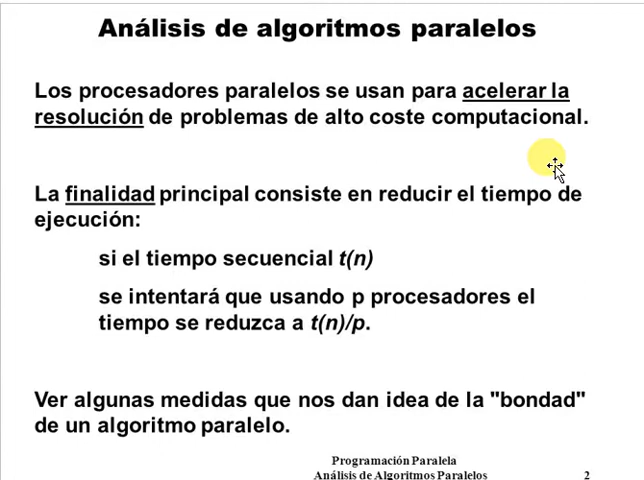 Análisis de algoritmos paralelos
Los procesadores paralelos se usan para acelerar la
resolución de problemas de alto coste computacional.
La finalidad principal consiste en reducir el tiempo de
ejecución:
si el tiempo secuencial t(n)
se intentará que usando p procesadores el
tiempo se reduzca a t(n)/p.
Ver algunas medidas que nos dan idea de la "bondad"
de un algoritmo paralelo.
Programación Paralela
Análisis de Algoritmos Paralelos
2